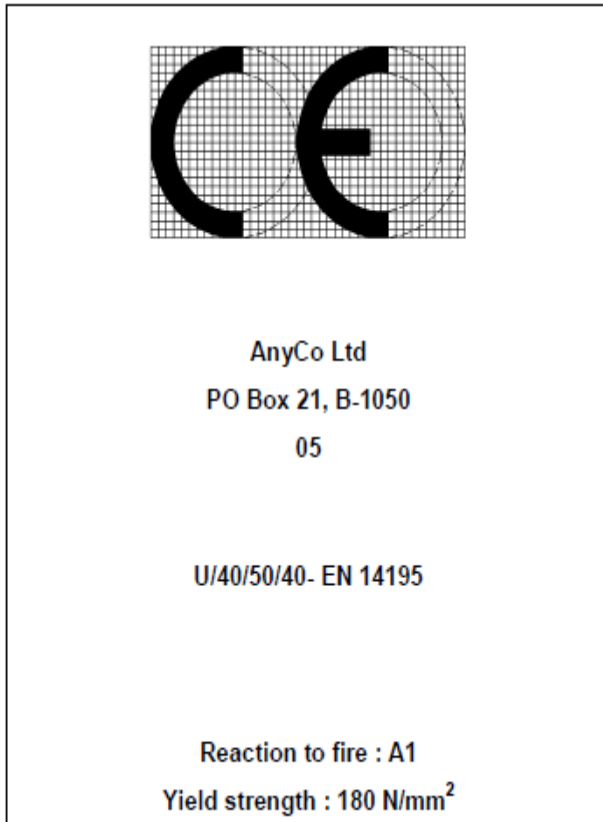 CE
AnyCo Ltd
PO Box 21, B-1050
05
U/40/50/40- EN 14195
Reaction to fire : A1
Yield strength : 180 N/mm²